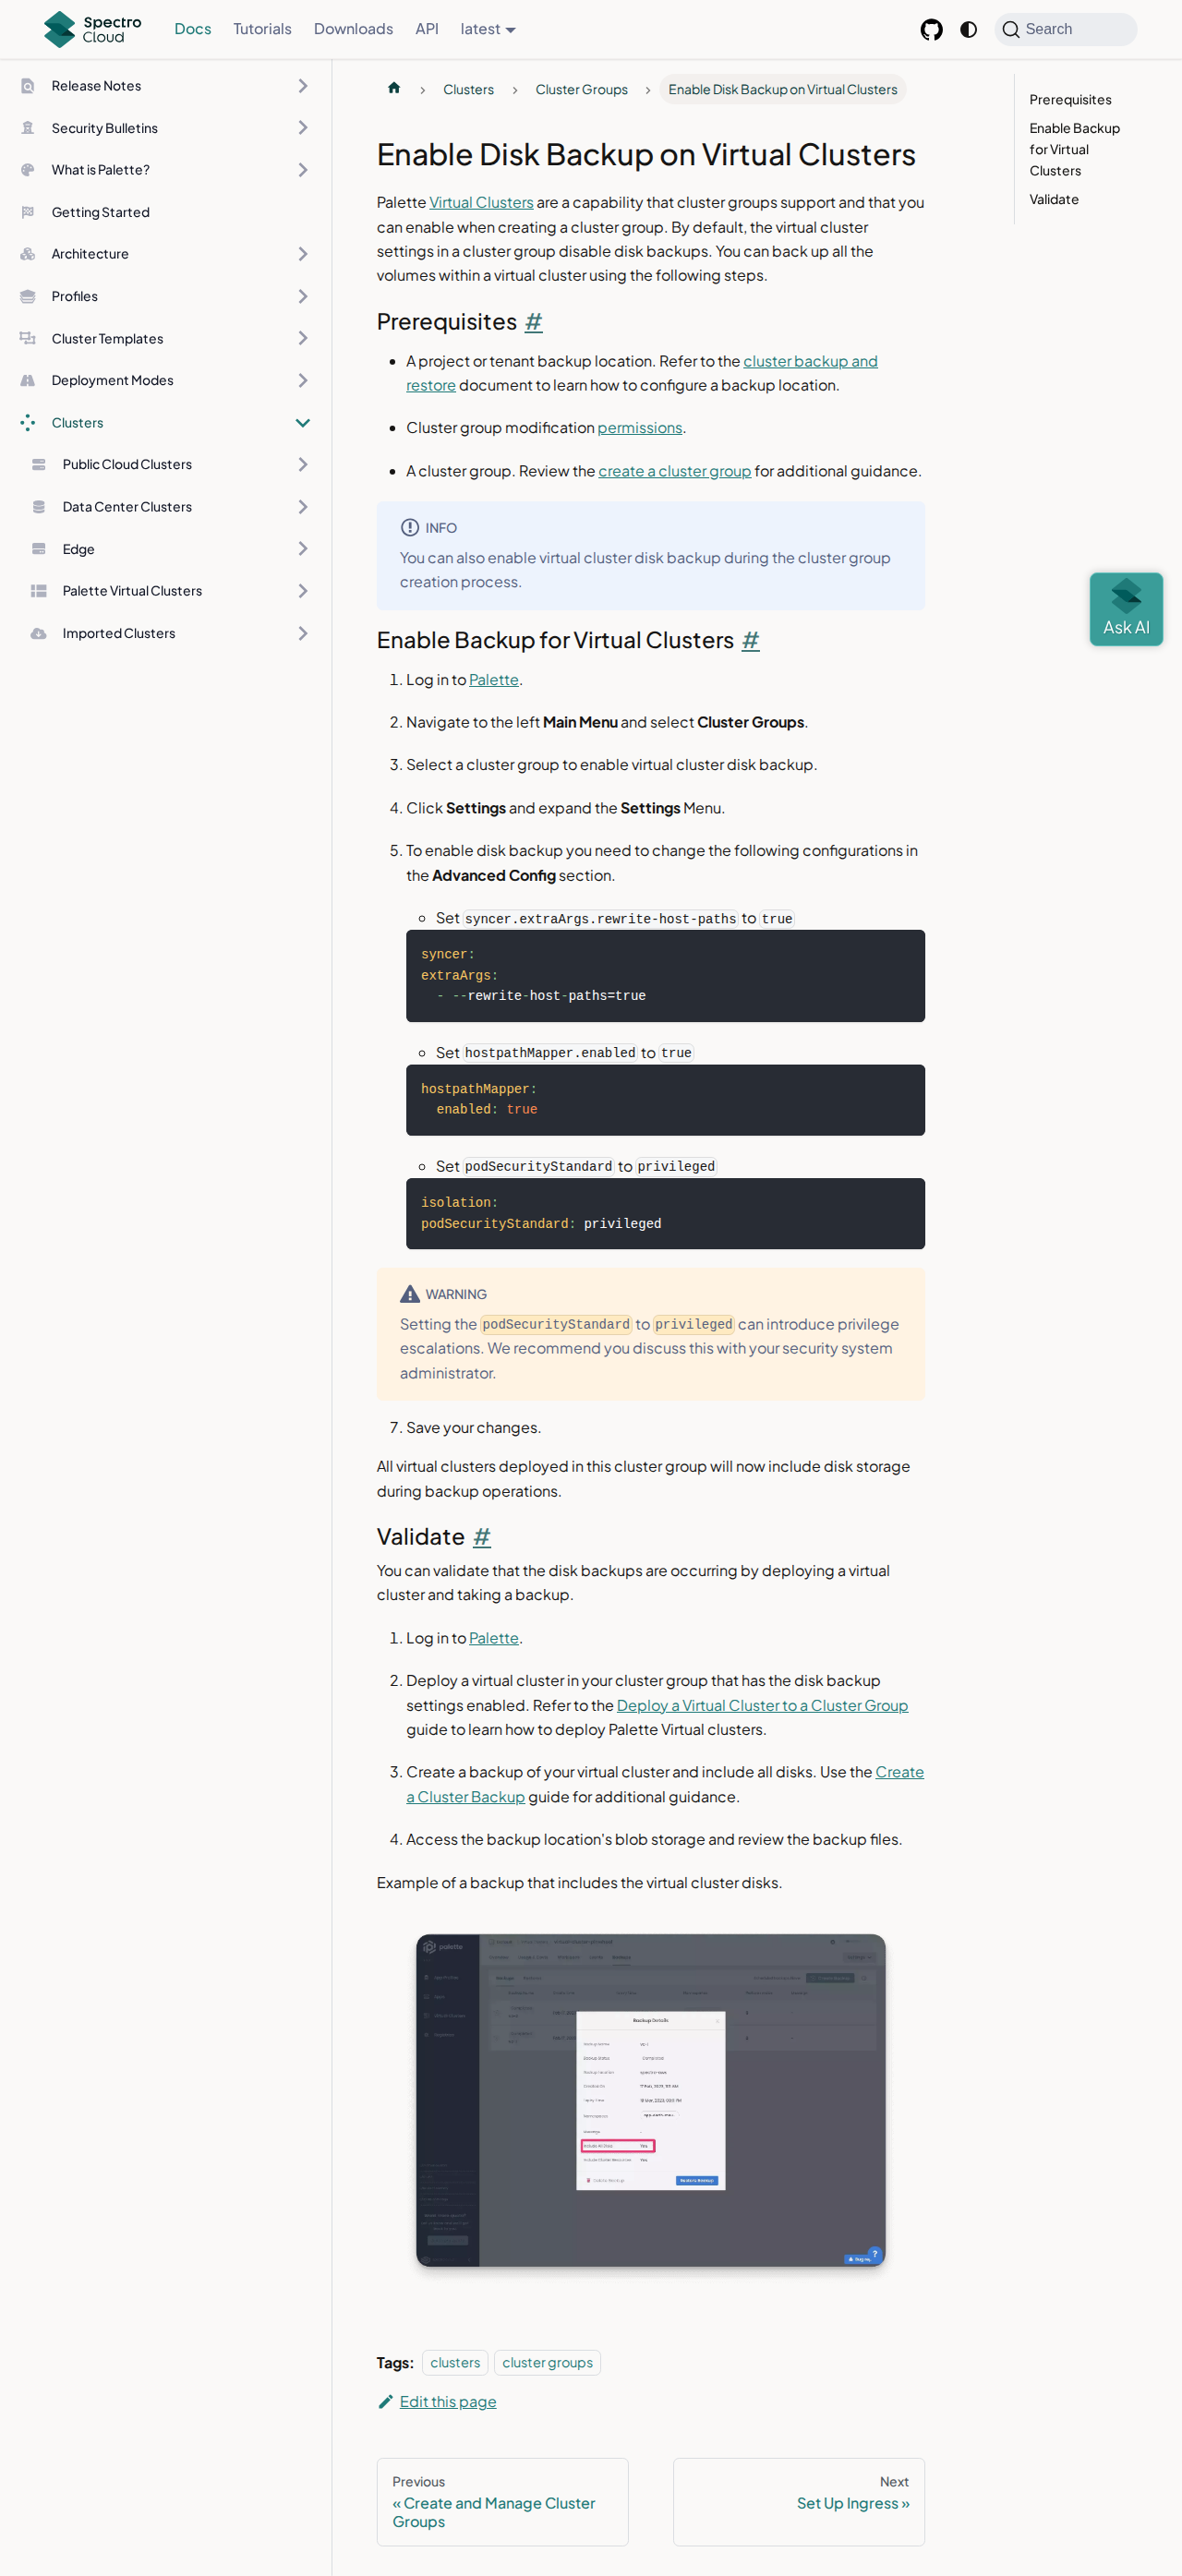 Spectro
Cloud
Docs
Tutorials
Downloads
API
latest
Search
Release Notes
Security Bulletins
What is Palette?
Getting Started
Architecture
Profiles
Cluster Templates
Deployment Modes
Clusters
Public Cloud Clusters
Data Center Clusters
Edge
Palette Virtual Clusters
Imported Clusters
Clusters
Cluster Groups
Enable Disk Backup on Virtual Clusters
Enable Disk Backup on Virtual Clusters
Palette Virtual Clusters are a capability that cluster groups support and that you
can enable when creating a cluster group. By default, the virtual cluster
settings in a cluster group disable disk backups. You can back up all the
volumes within a virtual cluster using the following steps.
Prerequisites #
• A project or tenant backup location. Refer to the cluster backup and
restore document to learn how to configure a backup location.
• Cluster group modification permissions.
• A cluster group. Review the create a cluster group for additional guidance.
INFO
You can also enable virtual cluster disk backup during the cluster group
creation process.
Enable Backup for Virtual Clusters #
1. Log in to Palette.
2. Navigate to the left Main Menu and select Cluster Groups.
3. Select a cluster group to enable virtual cluster disk backup.
4. Click Settings and expand the Settings Menu.
5. To enable disk backup you need to change the following configurations in
the Advanced Config section.
◦ Set syncer.extraArgs.rewrite-host-paths to true
syncer:
extraArgs:
  - --rewrite-host-paths=true
◦ Set hostpathMapper.enabled to true
hostpathMapper:
  enabled: true
◦ Set podSecurityStandard to privileged
isolation:
podSecurityStandard: privileged
WARNING
Setting the podSecurityStandard to privileged can introduce privilege
escalations. We recommend you discuss this with your security system
administrator.
7. Save your changes.
All virtual clusters deployed in this cluster group will now include disk storage
during backup operations.
Validate #
You can validate that the disk backups are occurring by deploying a virtual
cluster and taking a backup.
1. Log in to Palette.
2. Deploy a virtual cluster in your cluster group that has the disk backup
settings enabled. Refer to the Deploy a Virtual Cluster to a Cluster Group
guide to learn how to deploy Palette Virtual clusters.
3. Create a backup of your virtual cluster and include all disks. Use the Create
a Cluster Backup guide for additional guidance.
4. Access the backup location's blob storage and review the backup files.
Example of a backup that includes the virtual cluster disks.
palette
Backup Details
Backup Status
Completed
Include All Disks
Yes
Yes
Restore Backup
Tags:
clusters
cluster groups
Edit this page
Previous
« Create and Manage Cluster
Groups
Next
Set Up Ingress »
Prerequisites
Enable Backup
for Virtual
Clusters
Validate
Ask AI